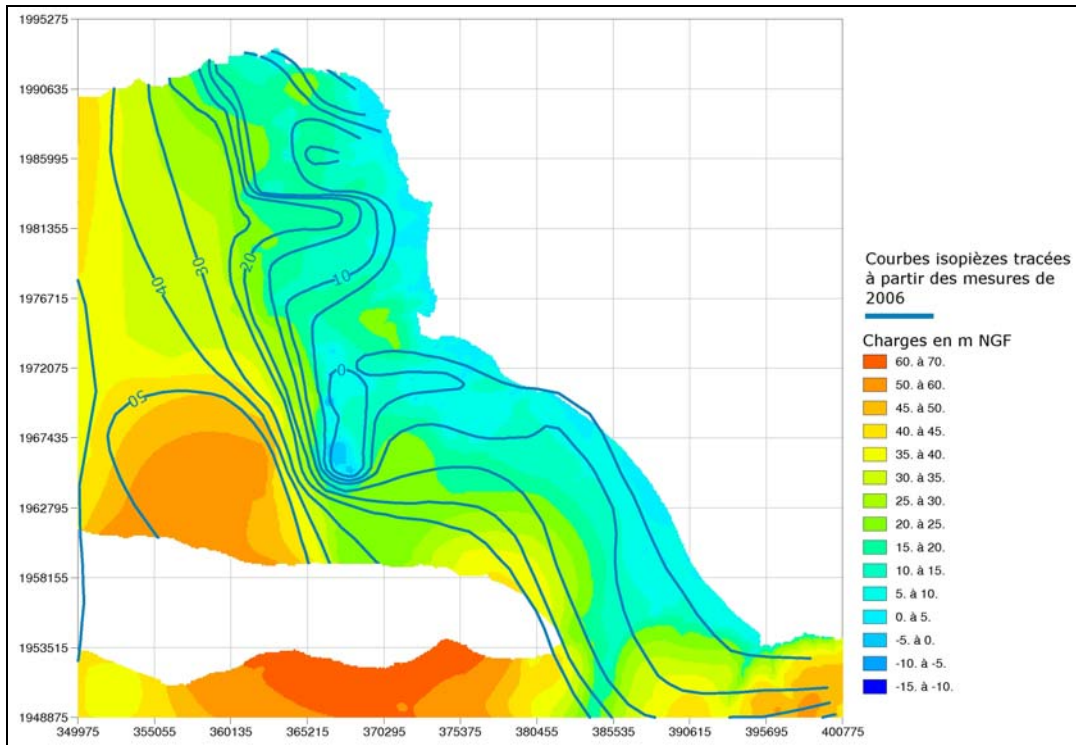 1995275
1990635
1985995
1981355
1976715
1972075
1967435
1962795
1958155
1953515
1948875
349975 355055 360135 365215 370295 375375 380455 385535 390615 395695 400775
40
30
20
10
0
50
Courbes isopièzes tracées
à partir des mesures de
2006
Charges en m NGF
60. à 70.
50. à 60.
45. à 50.
40. à 45.
35. à 40.
30. à 35.
25. à 30.
20. à 25.
15. à 20.
10. à 15.
5. à 10.
0. à 5.
-5. à 0.
-10. à -5.
-15. à -10.